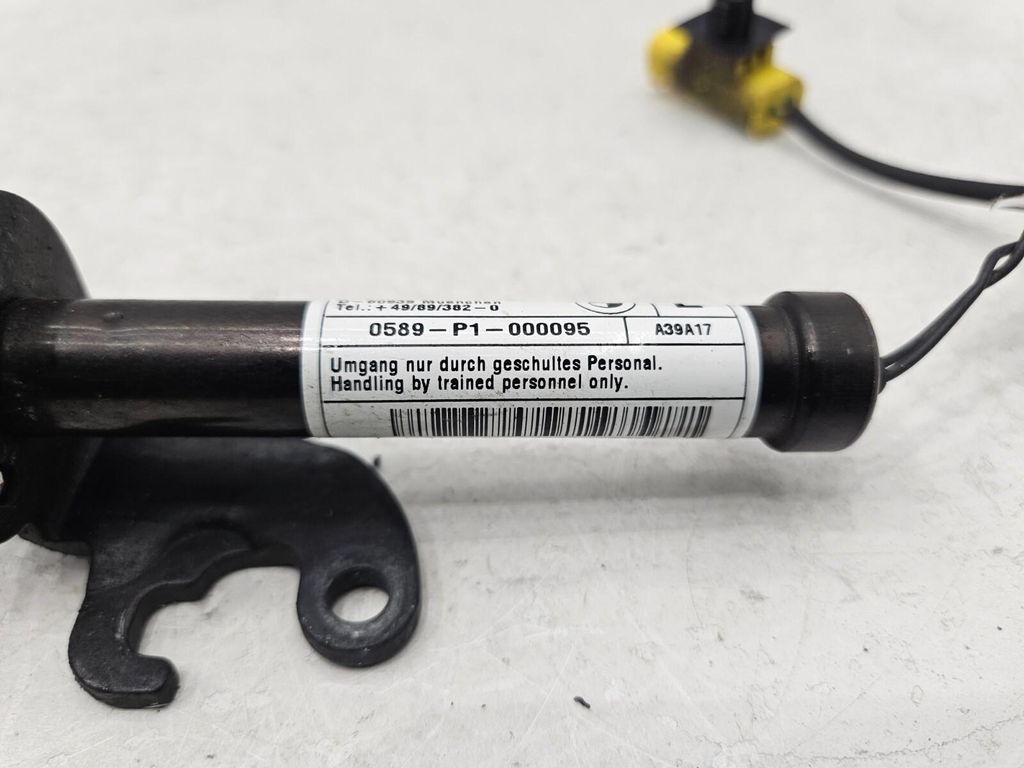 Muenchen
Tel.: +49/89/382-0
0589-P1-000095
A39A17
Umgang nur durch geschultes Personal.
Handling by trained personnel only.